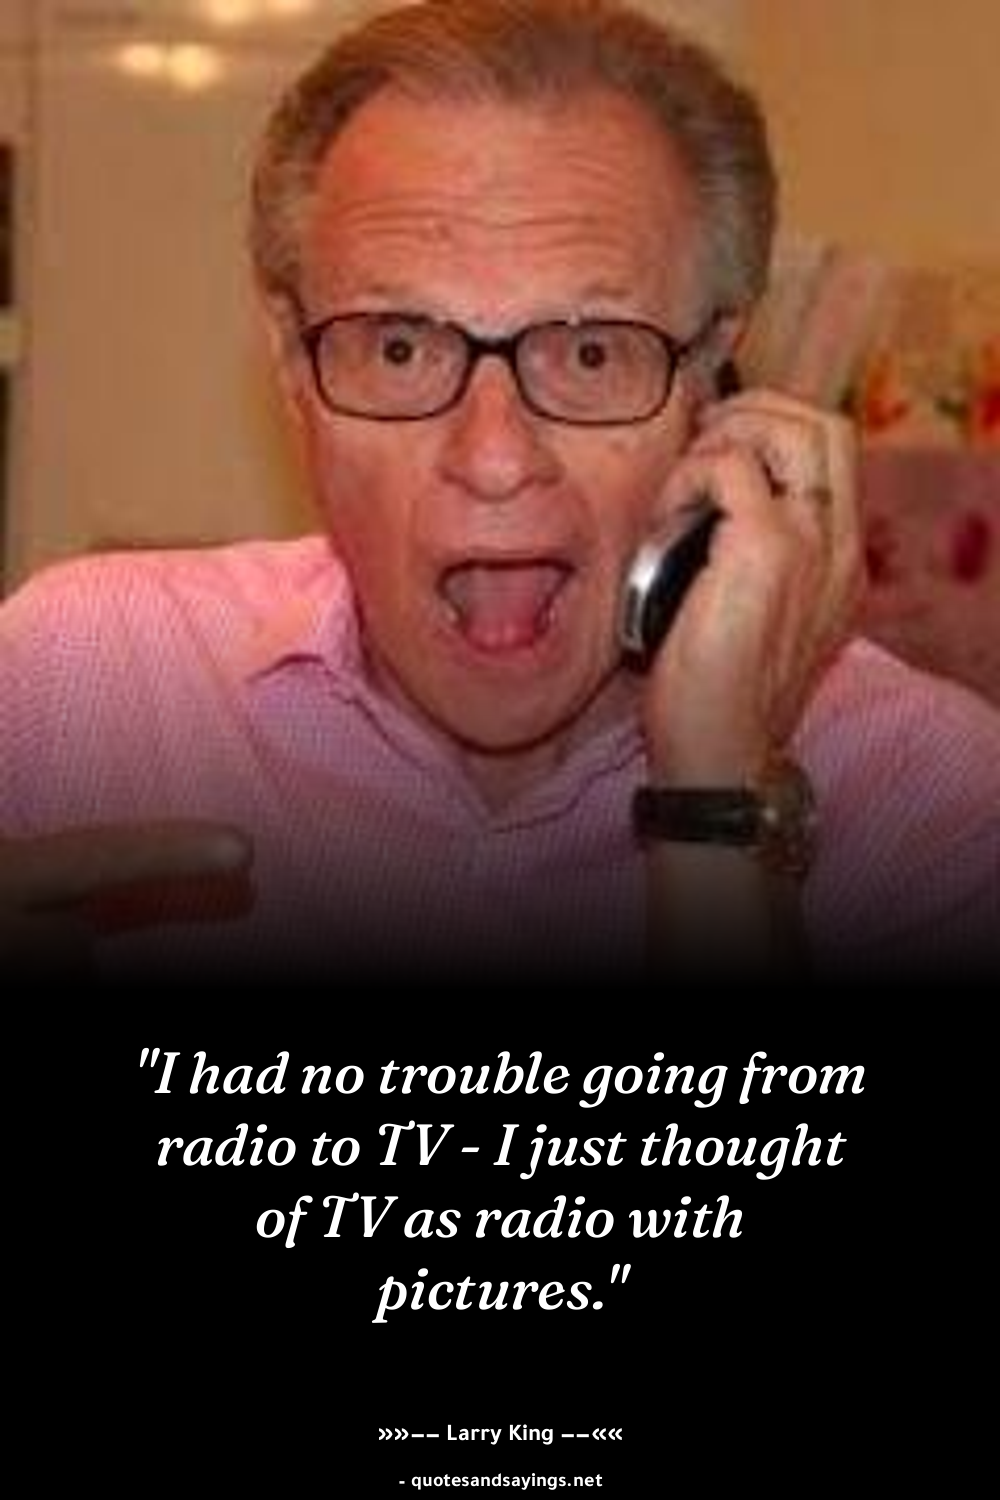 "I had no trouble going from
radio to TV - I just thought
of TV as radio with
pictures."
»»–– Larry King ––««
- quotesandsayings.net